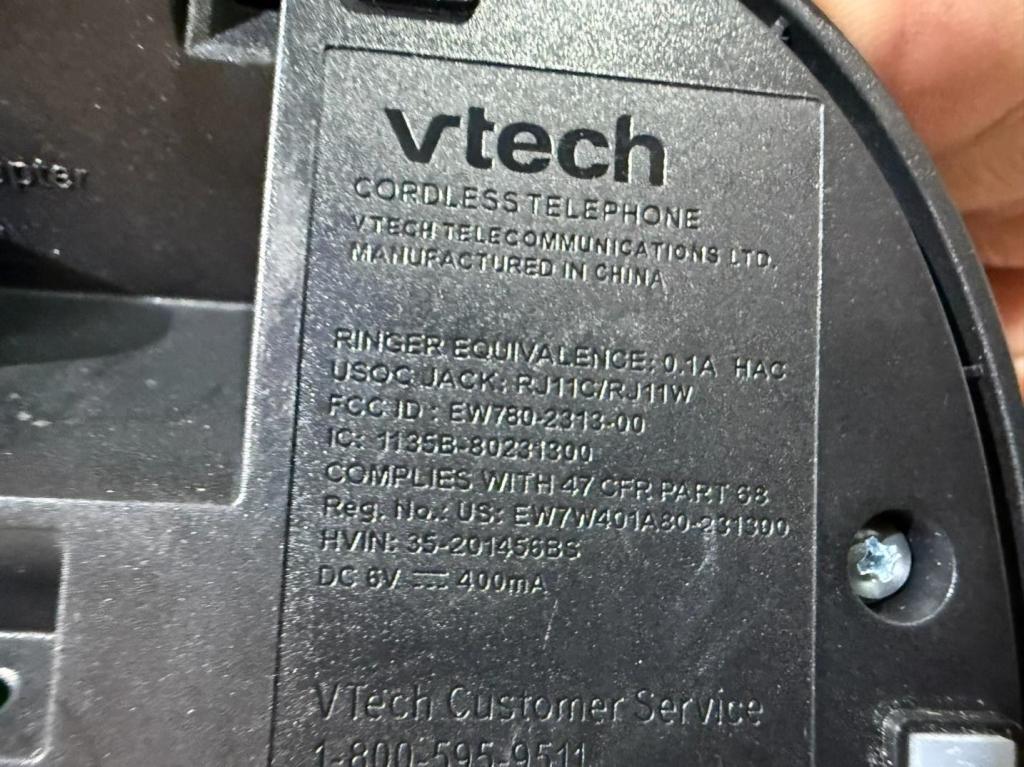 vtech
CORDLESS TELEPHONE
VTECH TELECOMMUNICATIONS LTD.
MANUFACTURED IN CHINA
RINGER EQUIVALENCE: 0.1A HAC
USOC JACK: RJ11C/RJ11W
FCC ID : EW780-2313-00
IC: 1135B-80231300
COMPLIES WITH 47 CFR PART 68
Reg. No.: US: EW7W401A80-231300
HVIN: 35-201456BS
DC 6V ⎓ 400mA
VTech Customer Service
1-800-595-9511